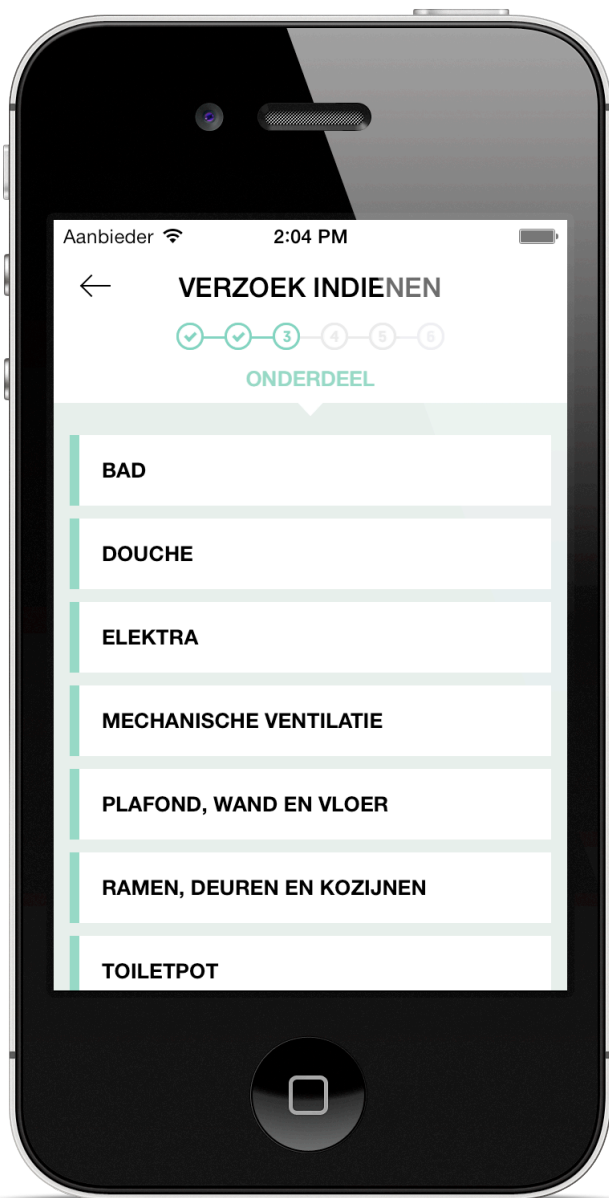 Aanbieder 2:04 PM
VERZOEK INDIENEN
3 4 5 6
ONDERDEEL
BAD
DOUCHE
ELEKTRA
MECHANISCHE VENTILATIE
PLAFOND, WAND EN VLOER
RAMEN, DEUREN EN KOZIJNEN
TOILETPOT